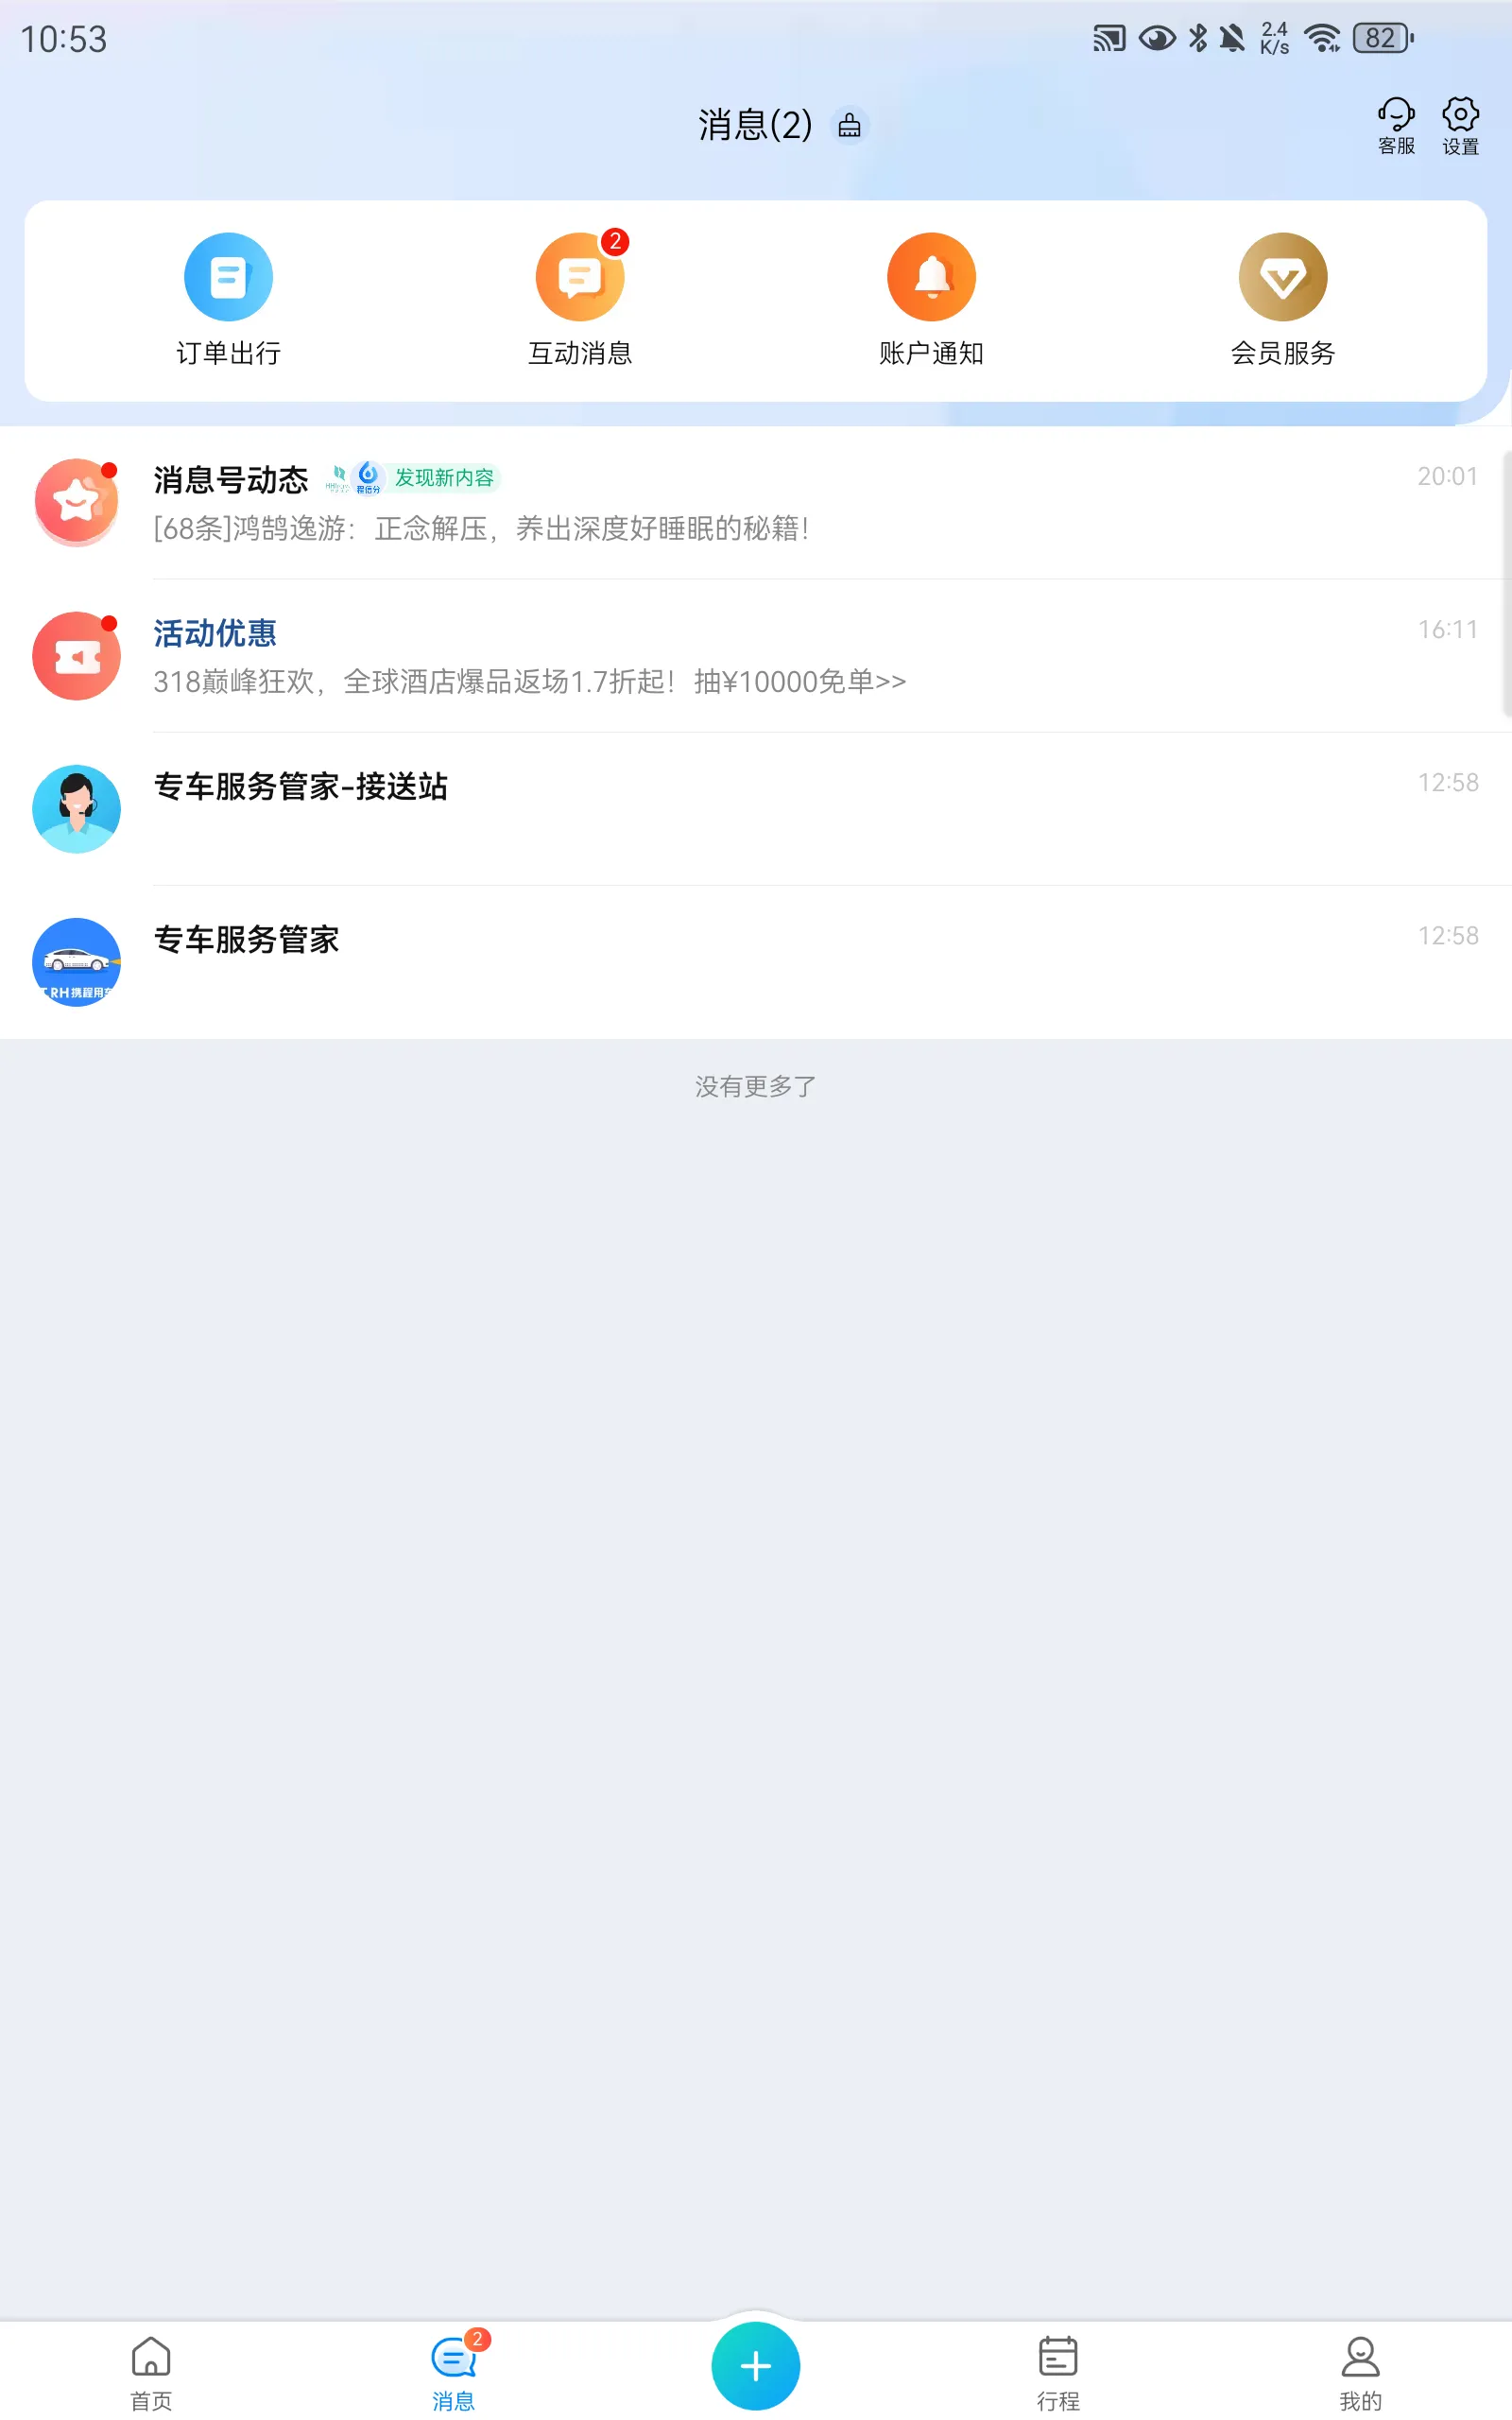 10:53
2.4
K/s
82
消息(2)
客服
设置
2
订单出行
互动消息
账户通知
会员服务
消息号动态
程信分
发现新内容
20:01
[68条]鸿鹄逸游：正念解压，养出深度好睡眠的秘籍！
活动优惠
16:11
318巅峰狂欢，全球酒店爆品返场1.7折起！抽¥10000免单>>
专车服务管家-接送站
12:58
专车服务管家
12:58
RH携程用车
没有更多了
2
首页
消息
行程
我的